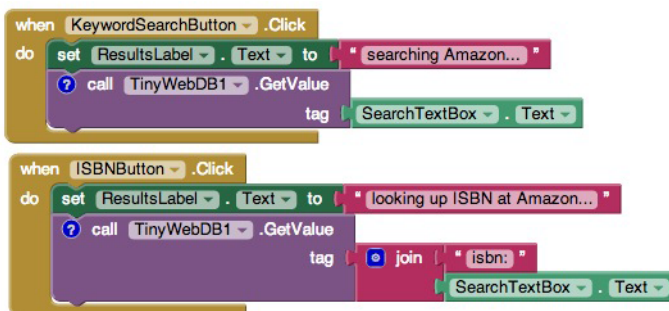 when KeywordSearchButton .Click
do set ResultsLabel . Text to " searching Amazon... "
? call TinyWebDB1 .GetValue
tag SearchTextBox . Text
when ISBNButton .Click
do set ResultsLabel . Text to " looking up ISBN at Amazon... "
? call TinyWebDB1 .GetValue
tag join " isbn: "
SearchTextBox . Text